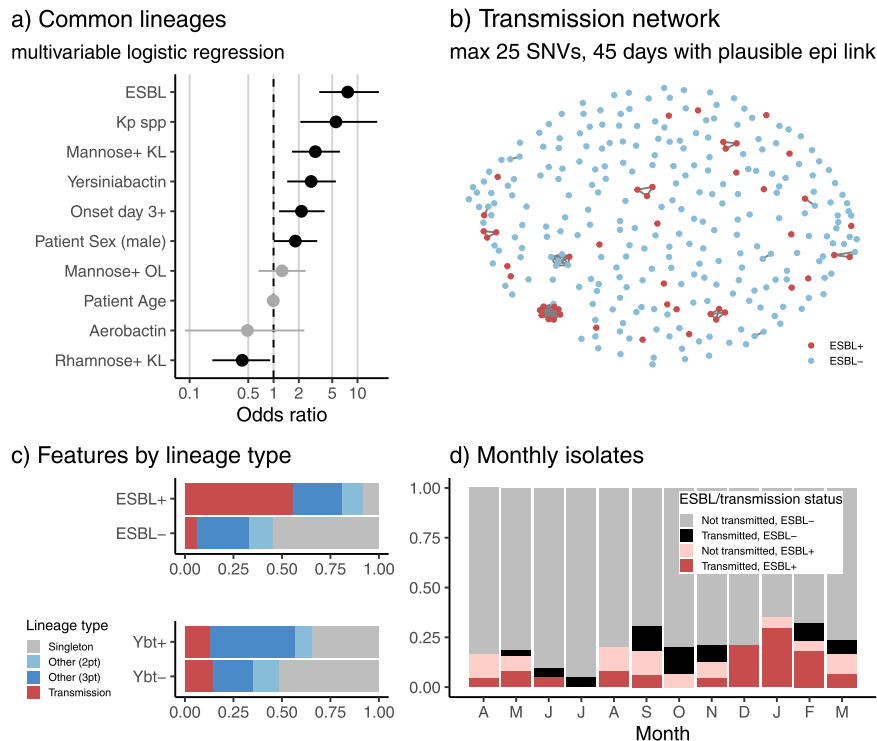 a) Common lineages
multivariable logistic regression
ESBL
Kp spp
Mannose+ KL
Yersiniabactin
Onset day 3+
Patient Sex (male)
Mannose+ OL
Patient Age
Aerobactin
Rhamnose+ KL
0.1 0.5 1 2 5 10
Odds ratio
b) Transmission network
max 25 SNVs, 45 days with plausible epi link
ESBL+
ESBL−
c) Features by lineage type
ESBL+
ESBL−
0.00 0.25 0.50 0.75 1.00
Lineage type
Singleton
Other (2pt)
Other (3pt)
Transmission
Ybt+
Ybt−
0.00 0.25 0.50 0.75 1.00
d) Monthly isolates
1.00
0.75
0.50
0.25
0.00
ESBL/transmission status
Not transmitted, ESBL−
Transmitted, ESBL−
Not transmitted, ESBL+
Transmitted, ESBL+
A M J J A S O N D J F M
Month